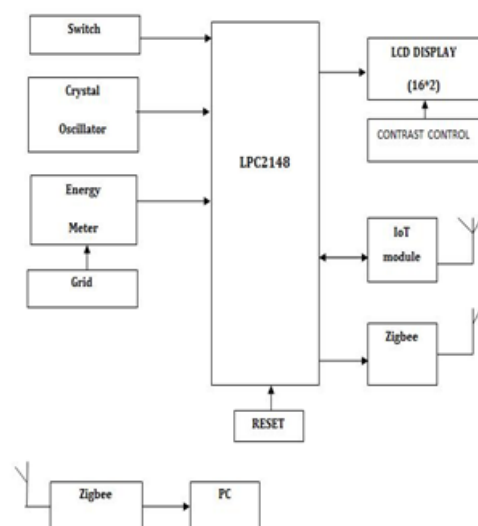 Switch
Crystal
Oscillator
Energy
Meter
Grid
LPC2148
RESET
LCD DISPLAY
(16*2)
CONTRAST CONTROL
IoT
module
Zigbee
Zigbee
PC